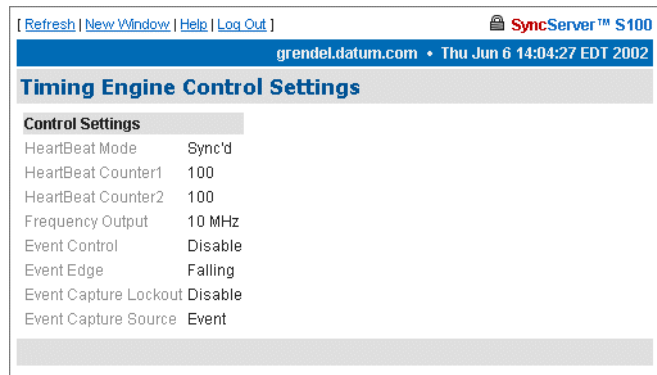 [ Refresh | New Window | Help | Log Out ] SyncServer™ S100
grendel.datum.com • Thu Jun 6 14:04:27 EDT 2002
Timing Engine Control Settings
Control Settings
HeartBeat Mode Sync'd
HeartBeat Counter1 100
HeartBeat Counter2 100
Frequency Output 10 MHz
Event Control Disable
Event Edge Falling
Event Capture Lockout Disable
Event Capture Source Event